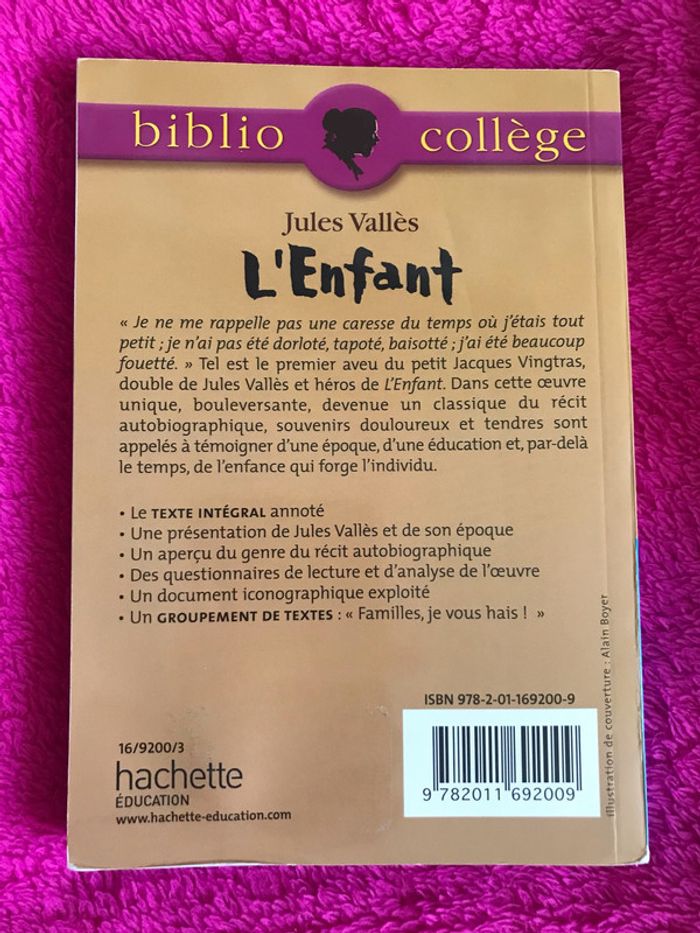 biblio collège
Jules Vallès
L'Enfant
« Je ne me rappelle pas une caresse du temps où j'étais tout
petit ; je n'ai pas été dorloté, tapoté, baisotté ; j'ai été beaucoup
fouetté. » Tel est le premier aveu du petit Jacques Vingtras,
double de Jules Vallès et héros de L'Enfant. Dans cette œuvre
unique, bouleversante, devenue un classique du récit
autobiographique, souvenirs douloureux et tendres sont
appelés à témoigner d'une époque, d'une éducation et, par-delà
le temps, de l'enfance qui forge l'individu.
• Le TEXTE INTÉGRAL annoté
• Une présentation de Jules Vallès et de son époque
• Un aperçu du genre du récit autobiographique
• Des questionnaires de lecture et d'analyse de l'œuvre
• Un document iconographique exploité
• Un GROUPEMENT DE TEXTES : « Familles, je vous hais ! »
Illustration de couverture : Alain Boyer
ISBN 978-2-01-169200-9
9 782011 692009
16/9200/3
hachette
ÉDUCATION
www.hachette-education.com